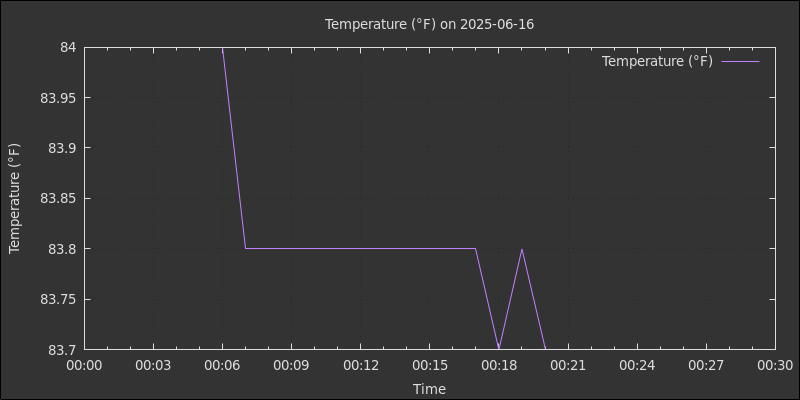 Temperature (°F) on 2025-06-16
Temperature (°F)
84
83.95
83.9
83.85
83.8
83.75
83.7
Temperature (°F)
00:00 00:03 00:06 00:09 00:12 00:15 00:18 00:21 00:24 00:27 00:30
Time